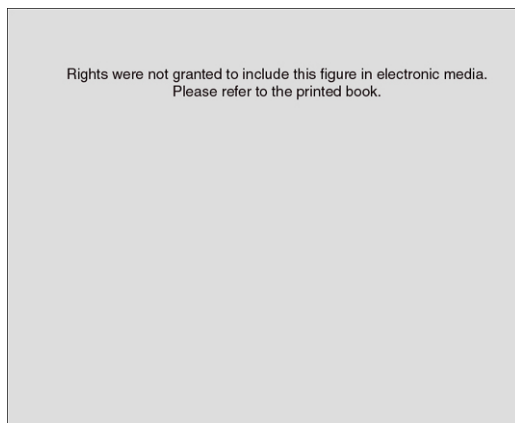 Rights were not granted to include this figure in electronic media.
Please refer to the printed book.